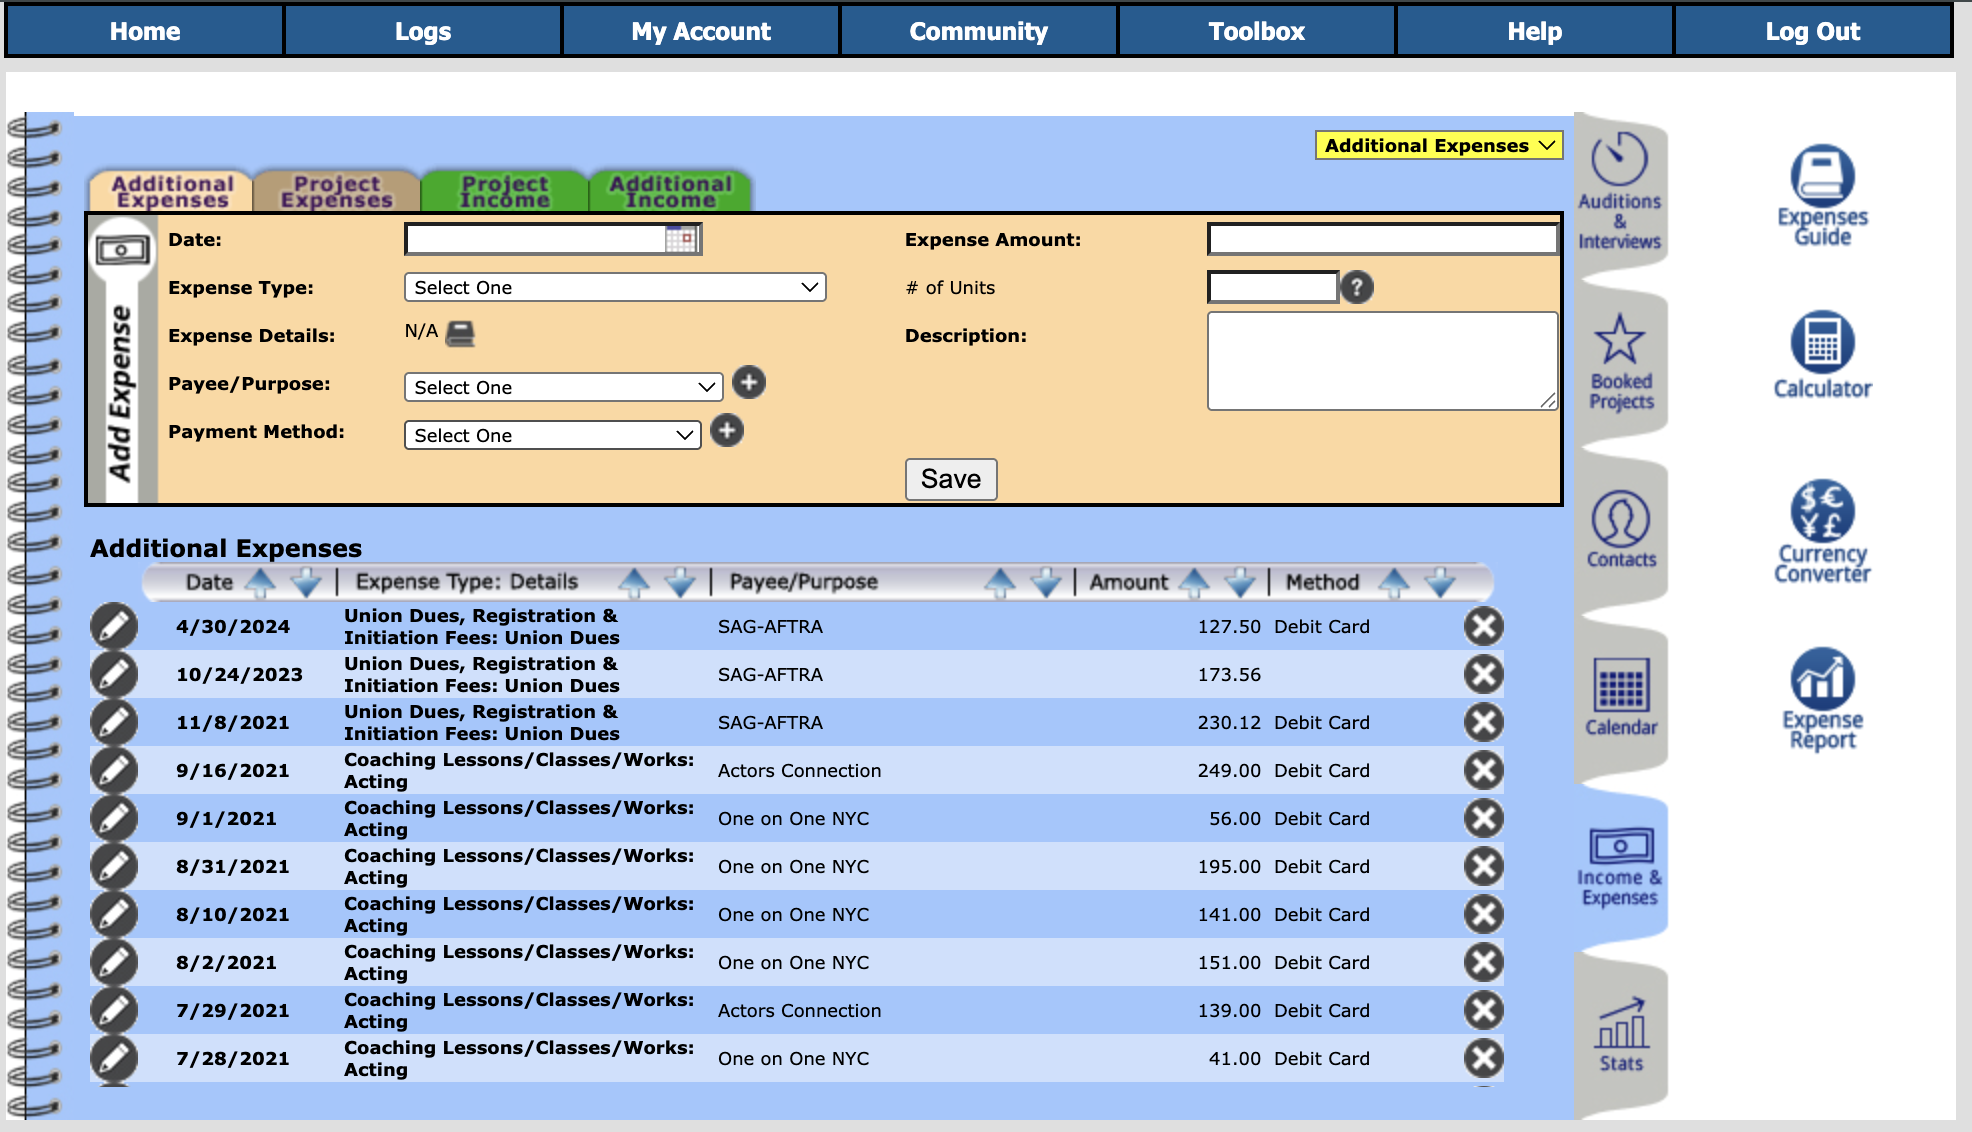 Home Logs My Account Community Toolbox Help Log Out
Additional Expenses
Additional Expenses
Project Expenses
Project Income
Additional Income
Add Expense
Date:
Expense Amount:
Expense Type: Select One
# of Units ?
Expense Details: N/A
Description:
Payee/Purpose: Select One
Payment Method: Select One
Save
Additional Expenses
Date | Expense Type: Details | Payee/Purpose | Amount | Method
4/30/2024 Union Dues, Registration & Initiation Fees: Union Dues SAG-AFTRA 127.50 Debit Card
10/24/2023 Union Dues, Registration & Initiation Fees: Union Dues SAG-AFTRA 173.56
11/8/2021 Union Dues, Registration & Initiation Fees: Union Dues SAG-AFTRA 230.12 Debit Card
9/16/2021 Coaching Lessons/Classes/Works: Acting Actors Connection 249.00 Debit Card
9/1/2021 Coaching Lessons/Classes/Works: Acting One on One NYC 56.00 Debit Card
8/31/2021 Coaching Lessons/Classes/Works: Acting One on One NYC 195.00 Debit Card
8/10/2021 Coaching Lessons/Classes/Works: Acting One on One NYC 141.00 Debit Card
8/2/2021 Coaching Lessons/Classes/Works: Acting One on One NYC 151.00 Debit Card
7/29/2021 Coaching Lessons/Classes/Works: Acting Actors Connection 139.00 Debit Card
7/28/2021 Coaching Lessons/Classes/Works: Acting One on One NYC 41.00 Debit Card
Auditions
&
Interviews
Booked
Projects
Contacts
Calendar
Income &
Expenses
Stats
Expenses
Guide
Calculator
$€
¥£
Currency
Converter
Expense
Report